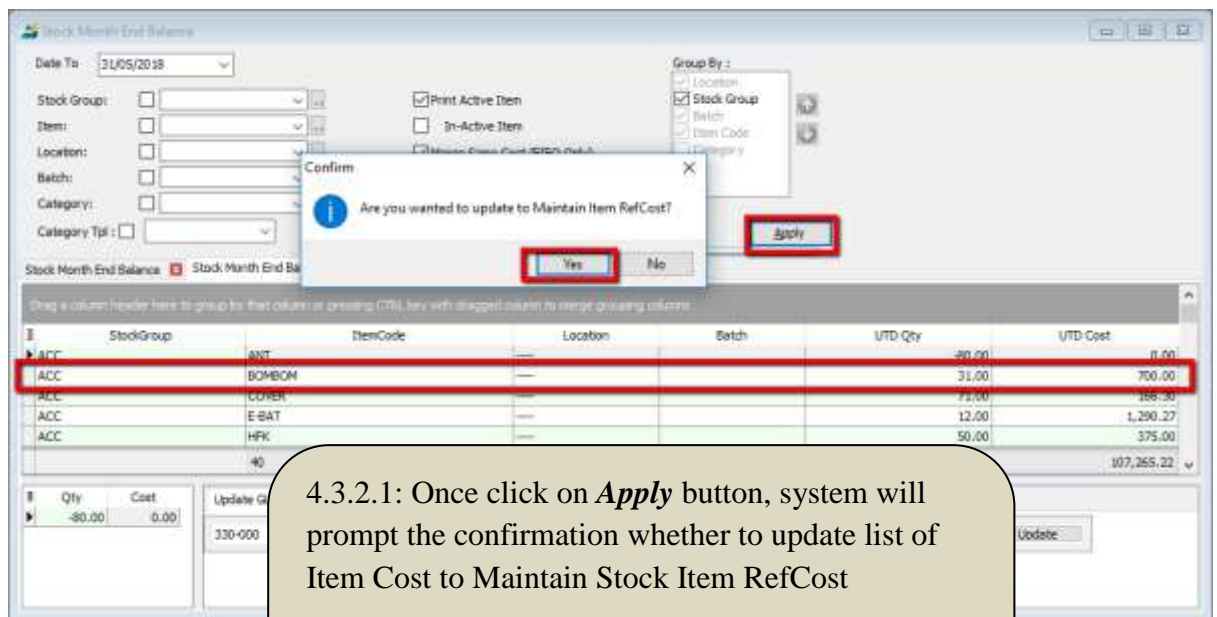 Stock Month End Balance
Date To 31/05/2018
Group By :
Location
Stock Group
Batch
Item Code
Category
Stock Group:
Item:
Location:
Batch:
Category:
Category Tpl :
Print Active Item
In-Active Item
Confirm
Are you wanted to update to Maintain Item RefCost?
Yes No
Apply
Stock Month End Balance Stock Month End Ba
Drag a column header here to group by that column or pressing CTRL key with dragged column to merge grouping columns
StockGroup ItemCode Location Batch UTD Qty UTD Cost
ACC ANT ---- -80.00 0.00
ACC BOMBOM ---- 31.00 700.00
ACC COVER ---- 71.00 166.30
ACC E-BAT ---- 12.00 1,290.27
ACC HFK ---- 50.00 375.00
40 107,265.22
Qty Cost
-80.00 0.00
Update
330-000
Update
4.3.2.1: Once click on Apply button, system will
prompt the confirmation whether to update list of
Item Cost to Maintain Stock Item RefCost